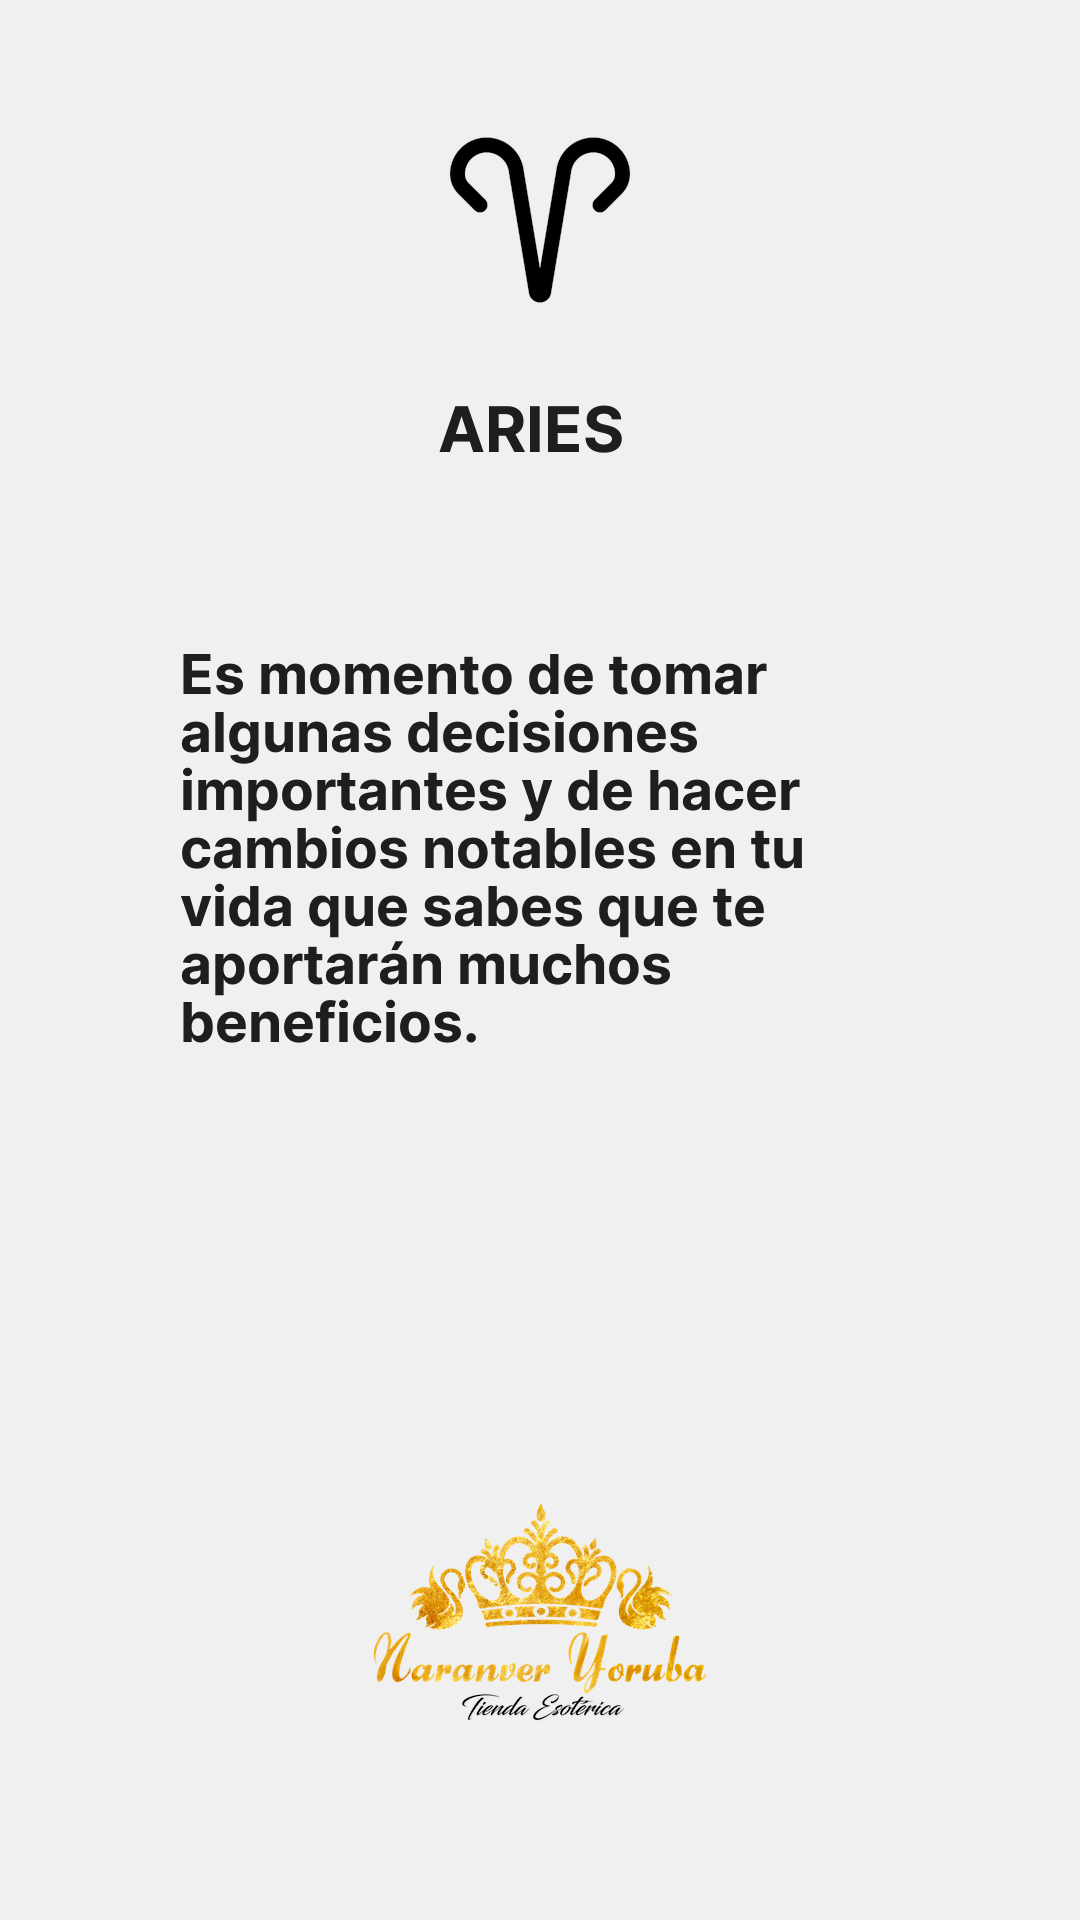 ARIES
Es momento de tomar
algunas decisiones
importantes y de hacer
cambios notables en tu
vida que sabes que te
aportarán muchos
beneficios.
Naranver Yoruba
Tienda Esotérica